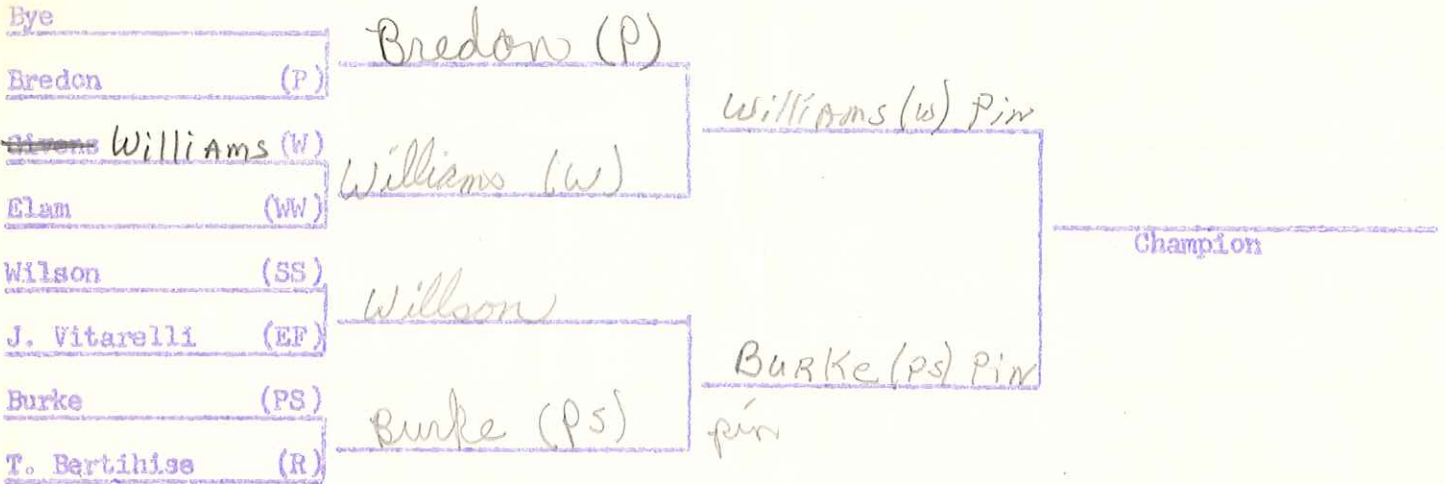 Bye
Bredon (P)
Bredon (P)
Givens Williams (W)
Williams (W)
Elam (WW)
Williams (W) Pin
Wilson (SS)
Willson
J. Vitarelli (EF)
Burke (PS)
Burke (PS)
T. Bertihise (R)
Burke (PS) Pin
pin
Champion